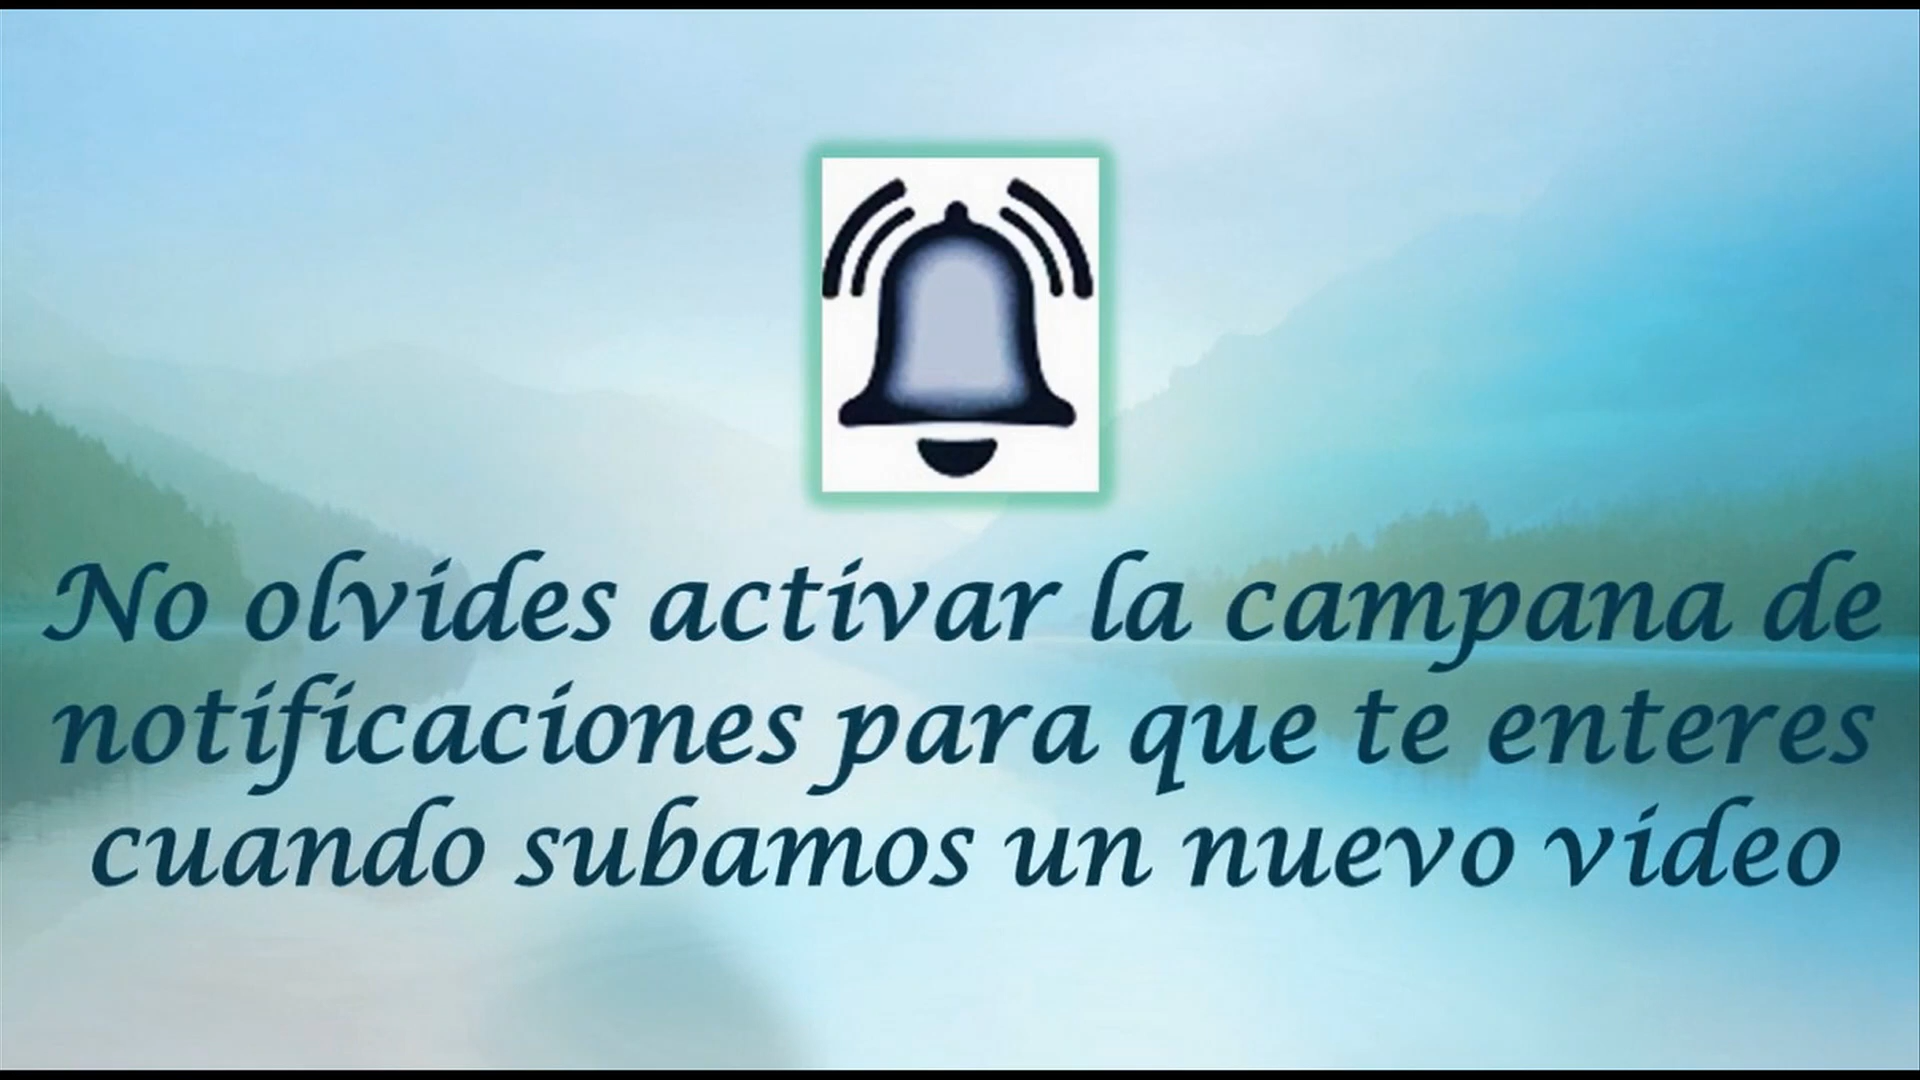 No olvides activar la campana de
notificaciones para que te enteres
cuando subamos un nuevo video